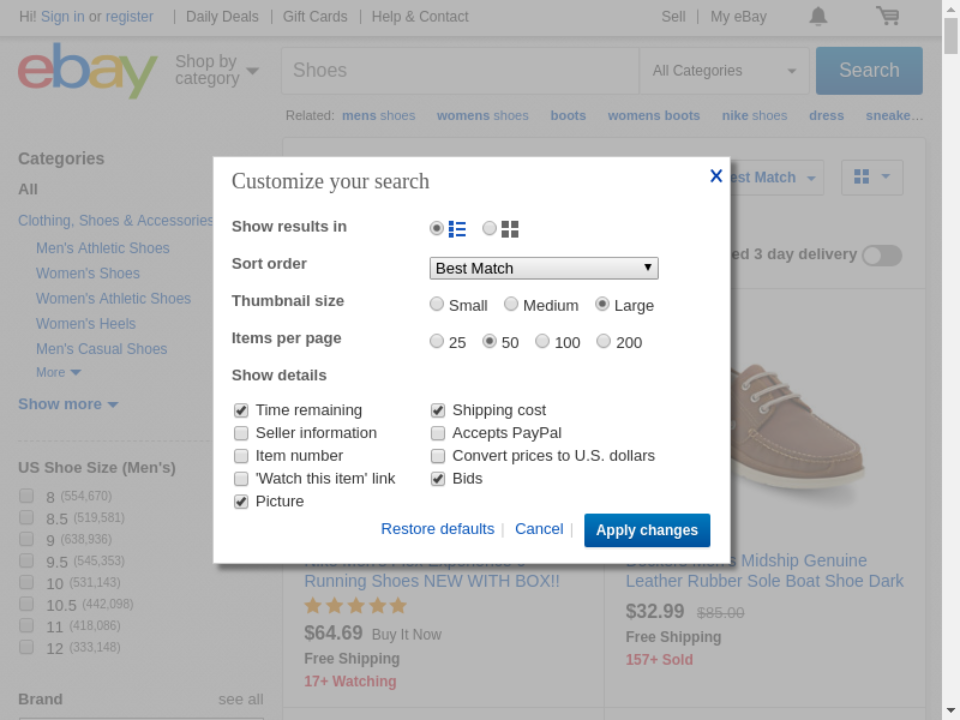 Hi! Sign in or register
Daily Deals
Gift Cards
Help & Contact
Sell
My eBay
ebay
Shop by
category
Shoes
All Categories
Search
Related: mens shoes womens shoes boots womens boots nike shoes dress sneake...
Categories
All
Clothing, Shoes & Accessories
Men's Athletic Shoes
Women's Shoes
Women's Athletic Shoes
Women's Heels
Men's Casual Shoes
More
Show more
US Shoe Size (Men's)
8 (554,670)
8.5 (519,581)
9 (638,936)
9.5 (545,353)
10 (531,143)
10.5 (442,098)
11 (418,086)
12 (333,148)
Brand
see all
Customize your search
X
Show results in
Sort order
Best Match
Thumbnail size
Small Medium Large
Items per page
25 50 100 200
Show details
Time remaining
Shipping cost
Seller information
Accepts PayPal
Item number
Convert prices to U.S. dollars
'Watch this item' link
Bids
Picture
Restore defaults
Cancel
Apply changes
est Match
ed 3 day delivery
Running Shoes NEW WITH BOX!!
$64.69 Buy It Now
Free Shipping
17+ Watching
Midship Genuine
Leather Rubber Sole Boat Shoe Dark
$32.99 $85.00
Free Shipping
157+ Sold